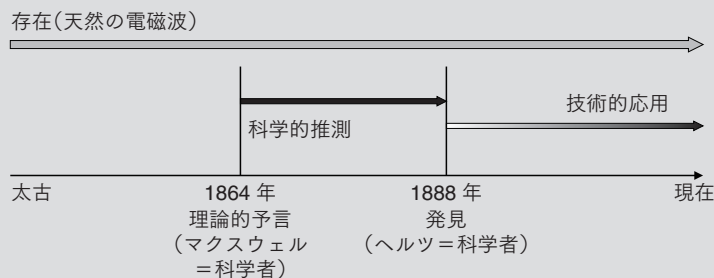 存在(天然の電磁波)
科学的推測
技術的応用
太古
1864 年
理論的予言
(マクスウェル
=科学者)
1888 年
発見
(ヘルツ=科学者)
現在